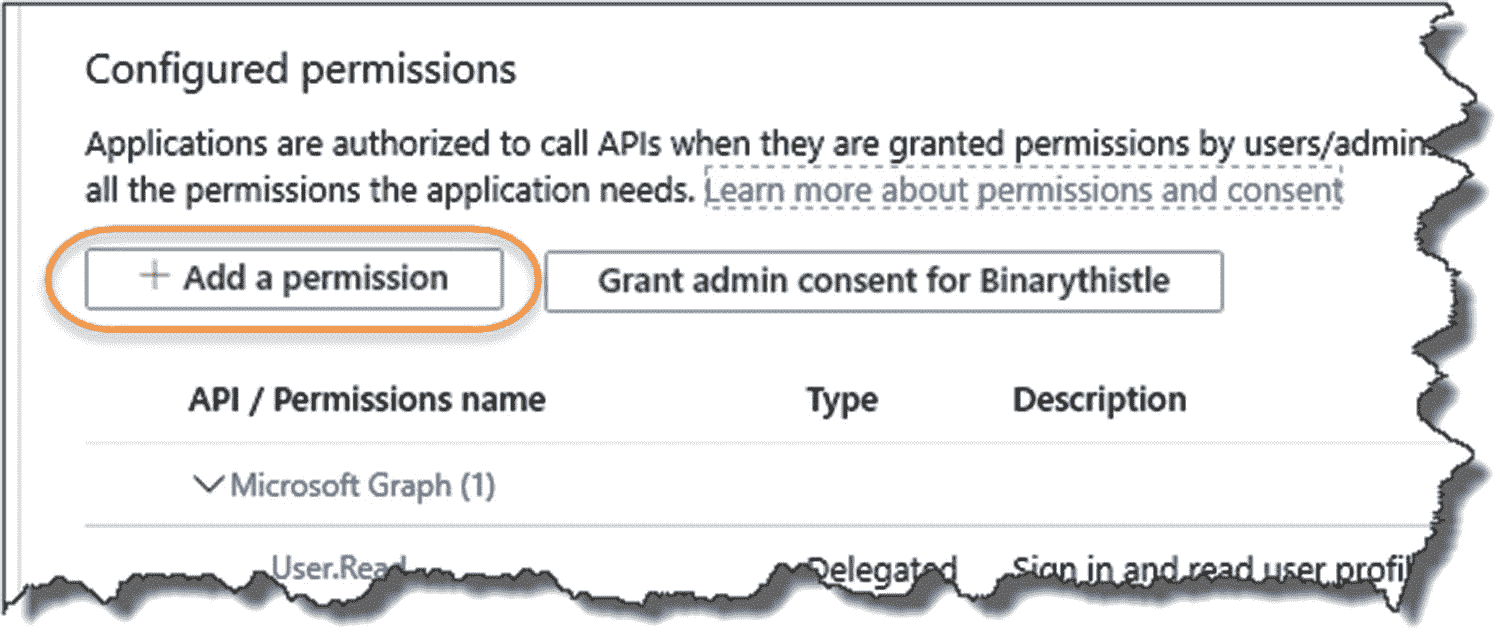 Configured permissions
Applications are authorized to call APIs when they are granted permissions by users/admins
all the permissions the application needs. Learn more about permissions and consent
+ Add a permission Grant admin consent for Binarythistle
API / Permissions name Type Description
Microsoft Graph (1)
User.Read Delegated Sign in and read user profil